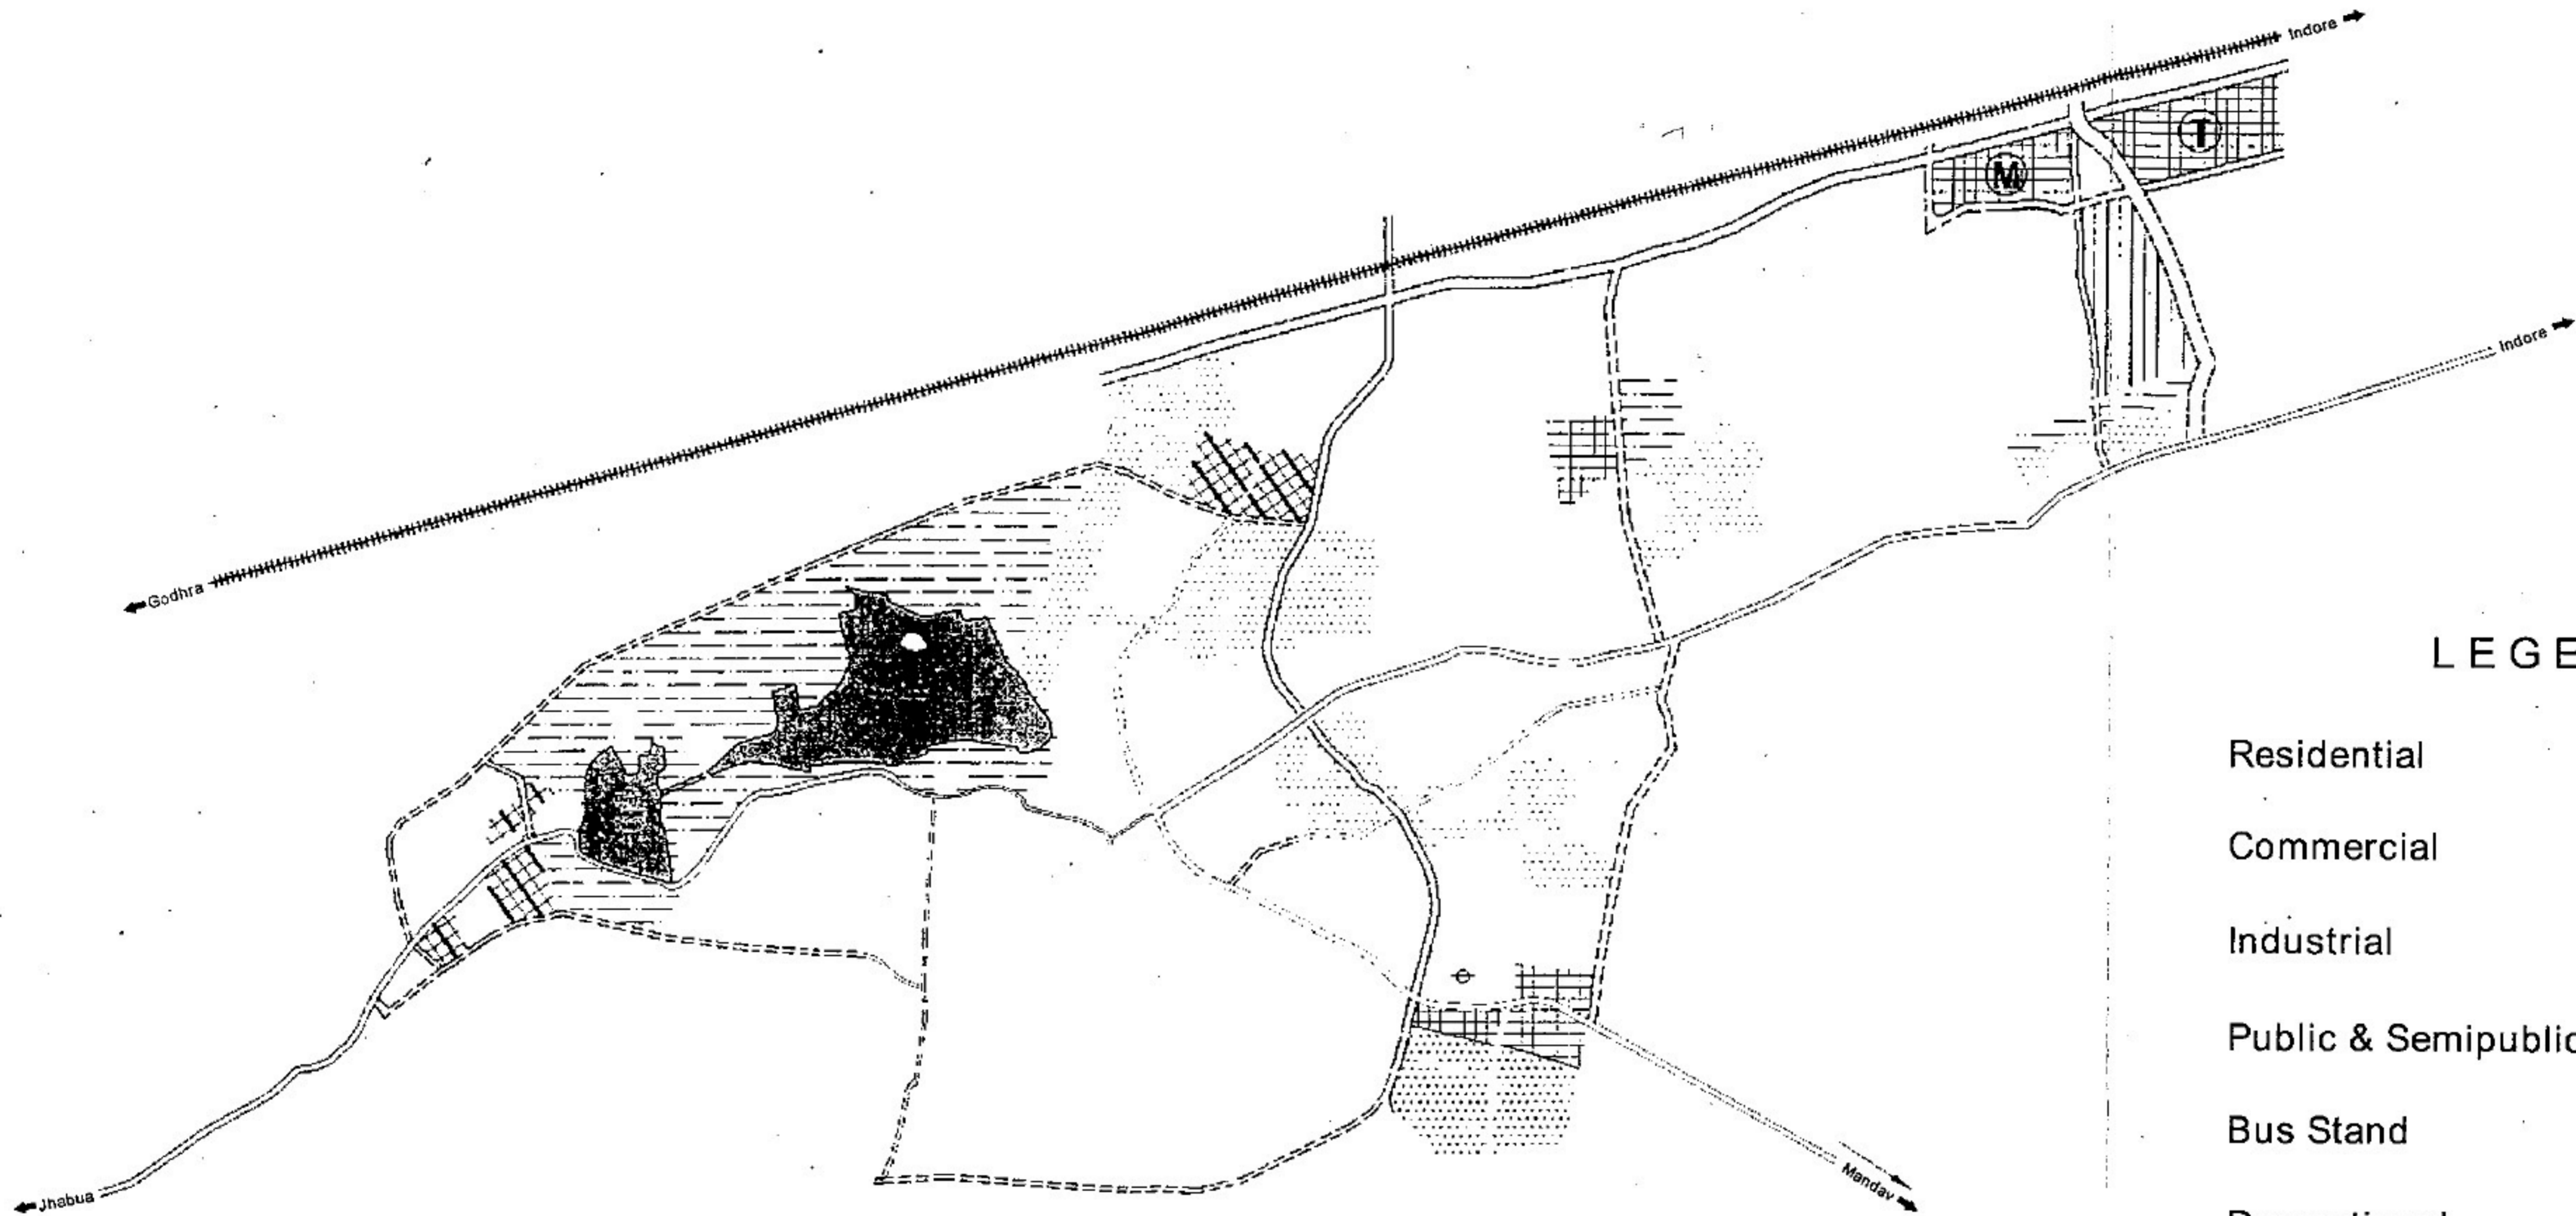 Indore
T
M
Indore
Godhra
LEGE
Residential
Commercial
Industrial
Public & Semipublic
Bus Stand
Mandav
Jhabua